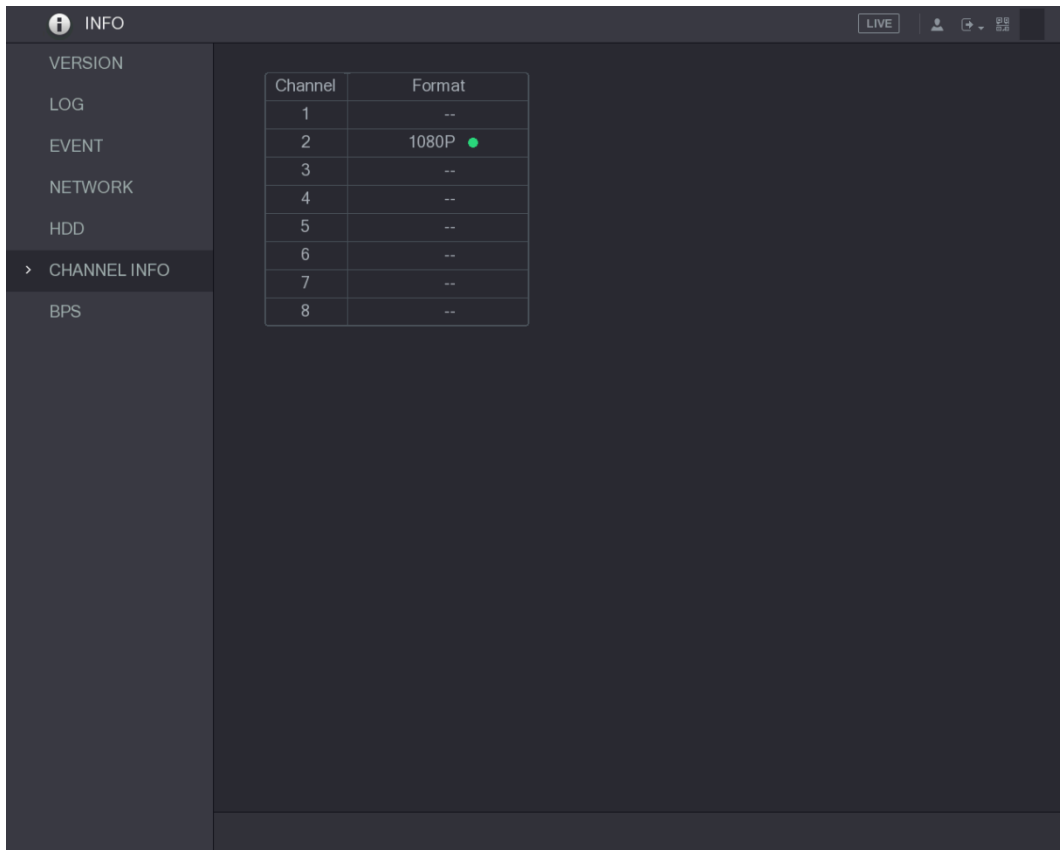 INFO
LIVE
VERSION
LOG
EVENT
NETWORK
HDD
CHANNEL INFO
BPS
Channel Format
1 --
2 1080P
3 --
4 --
5 --
6 --
7 --
8 --